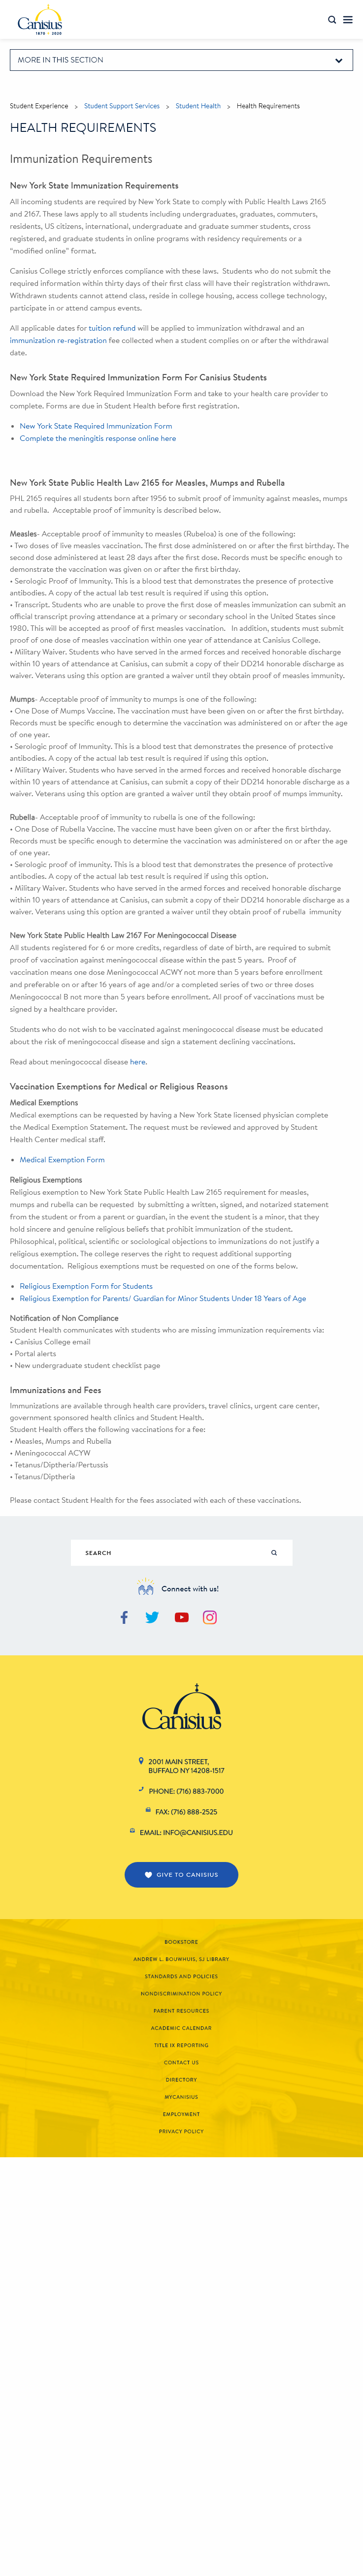 Canisius
1870 2020
MORE IN THIS SECTION
Student Experience > Student Support Services > Student Health > Health Requirements
HEALTH REQUIREMENTS
Immunization Requirements
New York State Immunization Requirements
All incoming students are required by New York State to comply with Public Health Laws 2165
and 2167. These laws apply to all students including undergraduates, graduates, commuters,
residents, US citizens, international, undergraduate and graduate summer students, cross
registered, and graduate students in online programs with residency requirements or a
“modified online” format.
Canisius College strictly enforces compliance with these laws. Students who do not submit the
required information within thirty days of their first class will have their registration withdrawn.
Withdrawn students cannot attend class, reside in college housing, access college technology,
participate in or attend campus events.
All applicable dates for tuition refund will be applied to immunization withdrawal and an
immunization re-registration fee collected when a student complies on or after the withdrawal
date.
New York State Required Immunization Form For Canisius Students
Download the New York Required Immunization Form and take to your health care provider to
complete. Forms are due in Student Health before first registration.
• New York State Required Immunization Form
• Complete the meningitis response online here
New York State Public Health Law 2165 for Measles, Mumps and Rubella
PHL 2165 requires all students born after 1956 to submit proof of immunity against measles, mumps
and rubella. Acceptable proof of immunity is described below.
Measles- Acceptable proof of immunity to measles (Rubeloa) is one of the following:
• Two doses of live measles vaccination. The first dose administered on or after the first birthday. The
second dose administered at least 28 days after the first dose. Records must be specific enough to
demonstrate the vaccination was given on or after the first birthday.
• Serologic Proof of Immunity. This is a blood test that demonstrates the presence of protective
antibodies. A copy of the actual lab test result is required if using this option.
• Transcript. Students who are unable to prove the first dose of measles immunization can submit an
official transcript proving attendance at a primary or secondary school in the United States since
1980. This will be accepted as proof of first measles immunization. In addition, students must submit
proof of one dose of measles vaccination within one year of attendance at Canisius College.
• Military Waiver. Students who have served in the armed forces and received honorable discharge
within 10 years of attendance at Canisius, can submit a copy of their DD214 honorable discharge as
waiver. Veterans using this option are granted a waiver until they obtain proof of measles immunity.
Mumps- Acceptable proof of immunity to mumps is one of the following:
• One Dose of Mumps Vaccine. The vaccination must have been given on or after the first birthday.
Records must be specific enough to determine the vaccination was administered on or after the age
of one year.
• Serologic proof of Immunity. This is a blood test that demonstrates the presence of protective
antibodies. A copy of the actual lab test result is required if using this option.
• Military Waiver. Students who have served in the armed forces and received honorable discharge
within 10 years of attendance at Canisius, can submit a copy of their DD214 honorable discharge as a
waiver. Veterans using this option are granted a waiver until they obtain proof of mumps immunity.
Rubella- Acceptable proof of immunity to rubella is one of the following:
• One Dose of Rubella Vaccine. The vaccine must have been given on or after the first birthday.
Records must be specific enough to determine the vaccination was administered on or after the age
of one year.
• Serologic proof of immunity. This is a blood test that demonstrates the presence of protective
antibodies. A copy of the actual lab test result is required if using this option.
• Military Waiver. Students who have served in the armed forces and received honorable discharge
within 10 years of attendance at Canisius, can submit a copy of their DD214 honorable discharge as a
waiver. Veterans using this option are granted a waiver until they obtain proof of rubella immunity
New York State Public Health Law 2167 For Meningococcal Disease
All students registered for 6 or more credits, regardless of date of birth, are required to submit
proof of vaccination against meningococcal disease within the past 5 years. Proof of
vaccination means one dose Meningococcal ACWY not more than 5 years before enrollment
preferable on or after 16 years of age and/or a completed series of two or three doses
Meningococcal B not more than 5 years before enrollment. All proof of vaccinations must be
signed by a healthcare provider.
Students who do not wish to be vaccinated against meningococcal disease must be educated
about the risk of meningococcal disease and sign a statement declining vaccinations.
Read about meningococcal disease here.
Vaccination Exemptions for Medical or Religious Reasons
Medical Exemptions
Medical exemptions can be requested by having a New York State licensed physician complete
the Medical Exemption Statement. The request must be reviewed and approved by Student
Health Center medical staff.
• Medical Exemption Form
Religious Exemptions
Religious exemption to New York State Public Health Law 2165 requirement for measles,
mumps and rubella can be requested by submitting a written, signed, and notarized statement
from the student or from a parent or guardian, in the event the student is a minor, that they
hold sincere and genuine religious beliefs that prohibit immunization of the student.
Philosophical, political, scientific or sociological objections to immunizations do not justify a
religious exemption. The college reserves the right to request additional supporting
documentation. Religious exemptions must be requested on one of the forms below.
• Religious Exemption Form for Students
• Religious Exemption for Parents/ Guardian for Minor Students Under 18 Years of Age
Notification of Non Compliance
Student Health communicates with students who are missing immunization requirements via:
• Canisius College email
• Portal alerts
• New undergraduate student checklist page
Immunizations and Fees
Immunizations are available through health care providers, travel clinics, urgent care center,
government sponsored health clinics and Student Health.
Student Health offers the following vaccinations for a fee:
• Measles, Mumps and Rubella
• Meningococcal ACYW
• Tetanus/Diptheria/Pertussis
• Tetanus/Diptheria
Please contact Student Health for the fees associated with each of these vaccinations.
SEARCH
Connect with us!
Canisius
2001 MAIN STREET,
BUFFALO NY 14208-1517
PHONE: (716) 883-7000
FAX: (716) 888-2525
EMAIL: INFO@CANISIUS.EDU
GIVE TO CANISIUS
BOOKSTORE
ANDREW L. BOUWHUIS, SJ LIBRARY
STANDARDS AND POLICIES
NONDISCRIMINATION POLICY
PARENT RESOURCES
ACADEMIC CALENDAR
TITLE IX REPORTING
CONTACT US
DIRECTORY
MYCANISIUS
EMPLOYMENT
PRIVACY POLICY